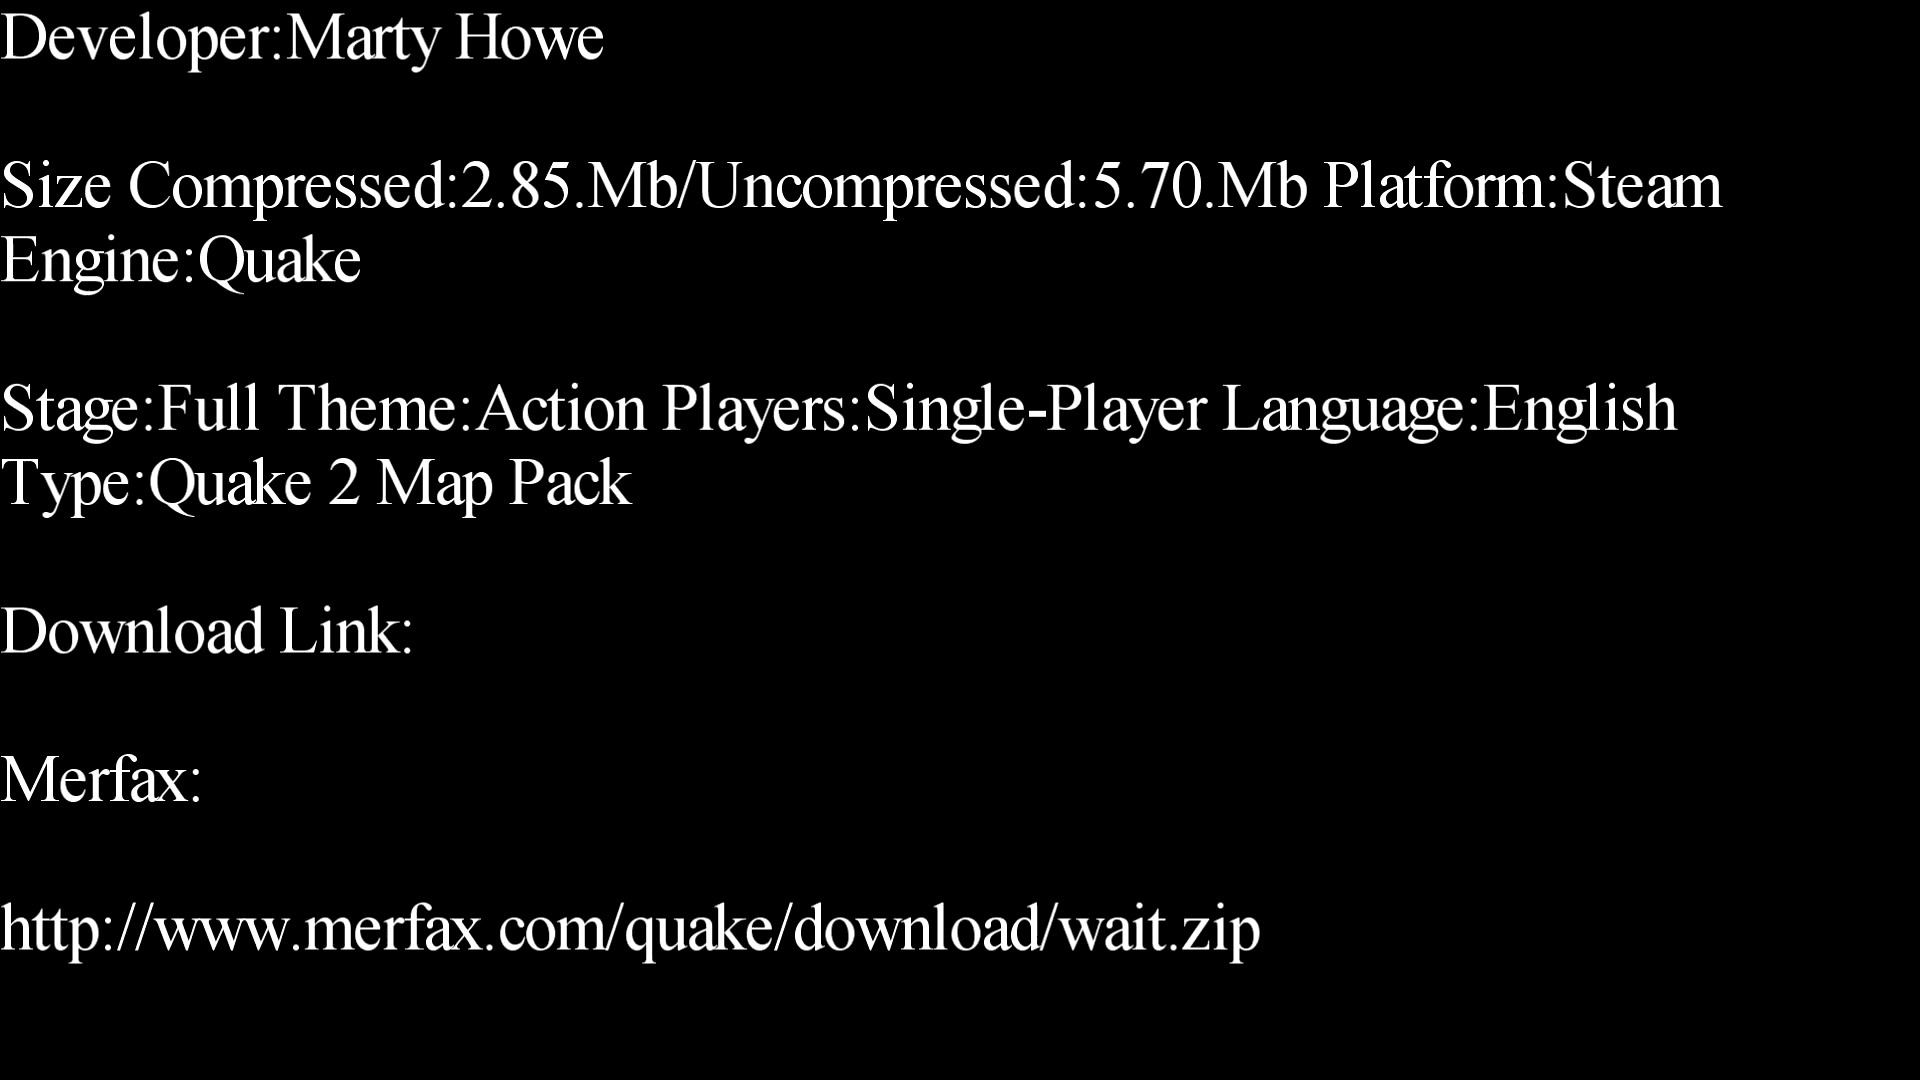 Developer:Marty Howe
Size Compressed:2.85.Mb/Uncompressed:5.70.Mb Platform:Steam
Engine:Quake
Stage:Full Theme:Action Players:Single-Player Language:English
Type:Quake 2 Map Pack
Download Link:
Merfax:
http://www.merfax.com/quake/download/wait.zip